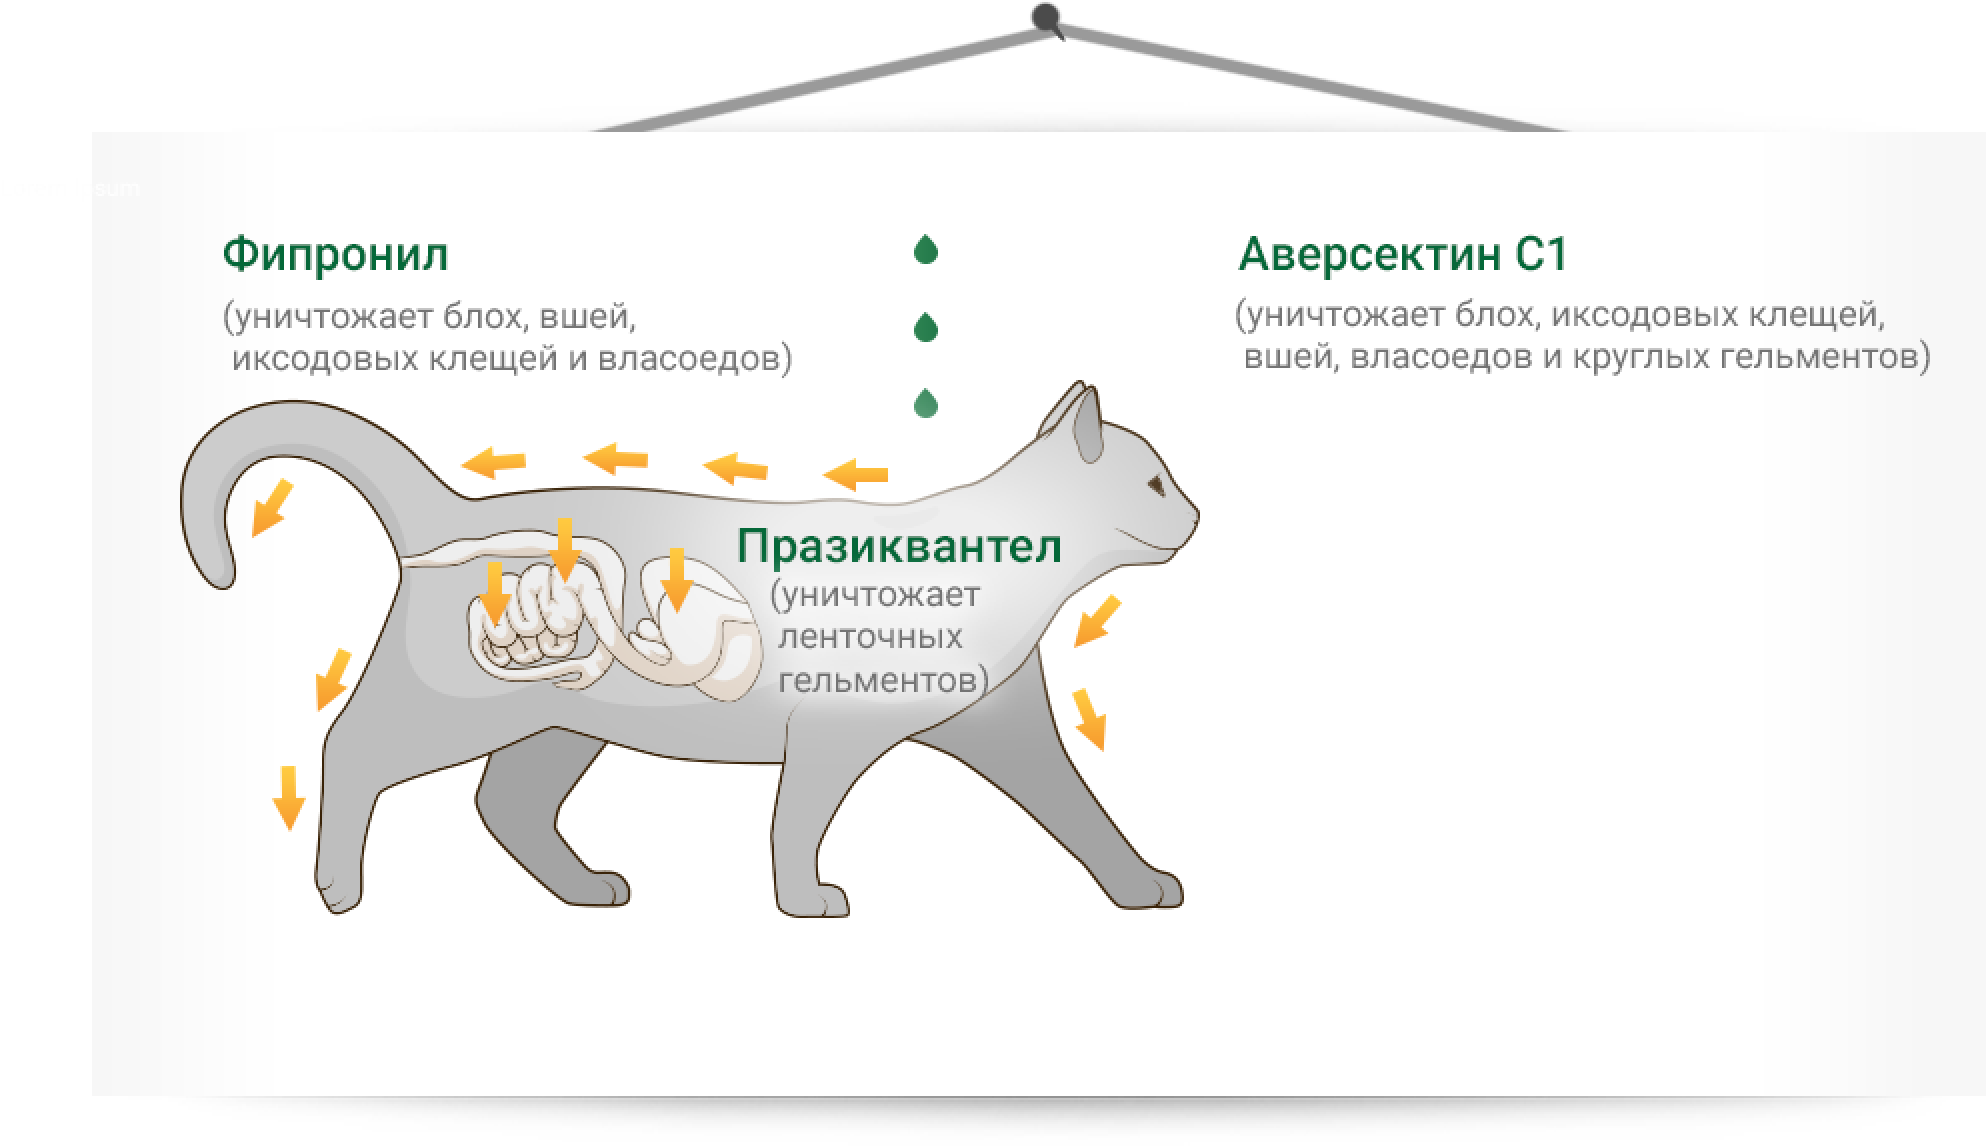 sum
Фипронил
(уничтожает блох, вшей,
иксодовых клещей и власоедов)
Аверсектин С1
(уничтожает блох, иксодовых клещей,
вшей, власоедов и круглых гельментов)
Празиквантел
(уничтожает
ленточных
гельментов)